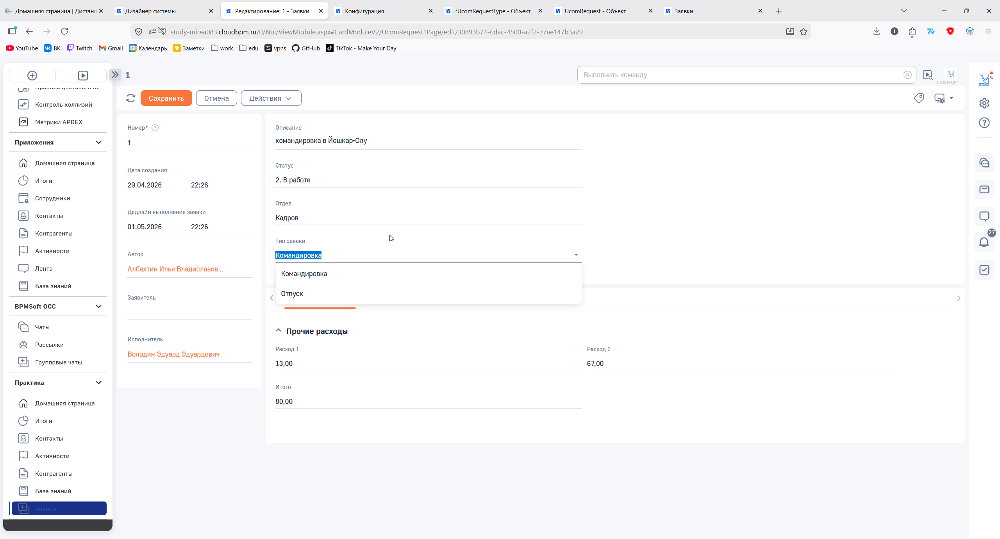 Домашняя страница | Дистанц
Дизайнер системы
Редактирование: 1 - Заявки
Конфигурация
*UcomRequestType - Объект
UcomRequest - Объект
Заявки
study-mirea083.cloudbpm.ru/0/Nui/ViewModule.aspx#CardModuleV2/UcomRequest1Page/edit/30893b74-6dac-4500-a2f2-77ae147b3a29
YouTube
ВК
Twitch
Gmail
Календарь
Заметки
work
edu
vpns
GitHub
TikTok - Make Your Day
1
Выполнить команду
1.8.0.14107
Сохранить
Отмена
Действия
Контроль коллизий
Метрики APDEX
Приложения
Домашняя страница
Итоги
Сотрудники
Контакты
Контрагенты
Активности
Лента
База знаний
BPMSoft OCC
Чаты
Рассылки
Групповые чаты
Практика
Домашняя страница
Итоги
Контакты
Активности
Контрагенты
База знаний
Заявки
Номер*
1
Дата создания
29.04.2026 22:26
Дедлайн выполнения заявки
01.05.2026 22:26
Автор
Албахтин Илья Владиславов...
Заявитель
Исполнитель
Володин Эдуард Эдуардович
Описание
командировка в Йошкар-Олу
Статус
2. В работе
Отдел
Кадров
Тип заявки
Командировка
Командировка
Отпуск
Прочие расходы
Расход 1
13,00
Расход 2
67,00
Итого
80,00
ЮКОМС
27